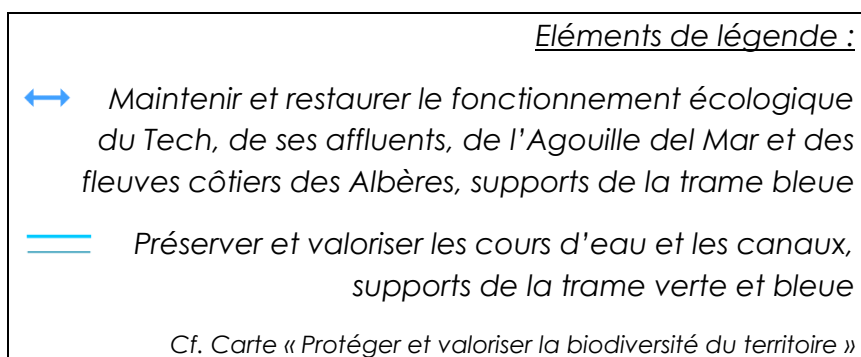 Eléments de légende :
Maintenir et restaurer le fonctionnement écologique
du Tech, de ses affluents, de l’Agouille del Mar et des
fleuves côtiers des Albères, supports de la trame bleue
Préserver et valoriser les cours d’eau et les canaux,
supports de la trame verte et bleue
Cf. Carte « Protéger et valoriser la biodiversité du territoire »